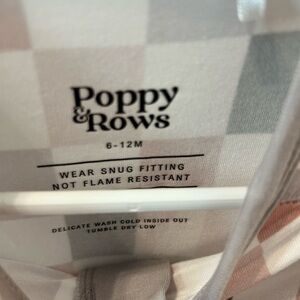 Poppy
& Rows
6-12M
WEAR SNUG FITTING
NOT FLAME RESISTANT
DELICATE WASH COLD INSIDE OUT
TUMBLE DRY LOW